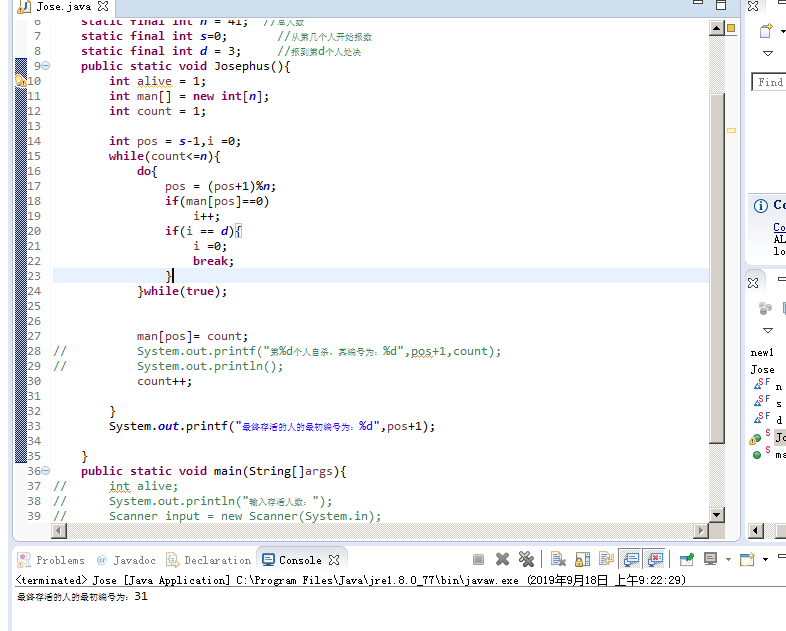 Jose.java
6 static final int n = 41; //总人数
7 static final int s=0; //从第几个人开始报数
8 static final int d = 3; //报到第d个人处决
9 public static void Josephus(){
10 int alive = 1;
11 int man[] = new int[n];
12 int count = 1;
13
14 int pos = s-1,i =0;
15 while(count<=n){
16 do{
17 pos = (pos+1)%n;
18 if(man[pos]==0)
19 i++;
20 if(i == d){
21 i =0;
22 break;
23 }
24 }while(true);
25
26
27 man[pos]= count;
28 // System.out.printf("第%d个人自杀，其编号为：%d",pos+1,count);
29 // System.out.println();
30 count++;
31
32 }
33 System.out.printf("最终存活的人的最初编号为：%d",pos+1);
34
35 }
36 public static void main(String[]args){
37 // int alive;
38 // System.out.println("输入存活人数：");
39 // Scanner input = new Scanner(System.in);
Find
Co
Co
AL
lo
new1
Jose
n
s
d
Jo
ma
Problems @ Javadoc Declaration Console
<terminated> Jose [Java Application] C:\Program Files\Java\jre1.8.0_77\bin\javaw.exe (2019年9月18日 上午9:22:29)
最终存活的人的最初编号为：31